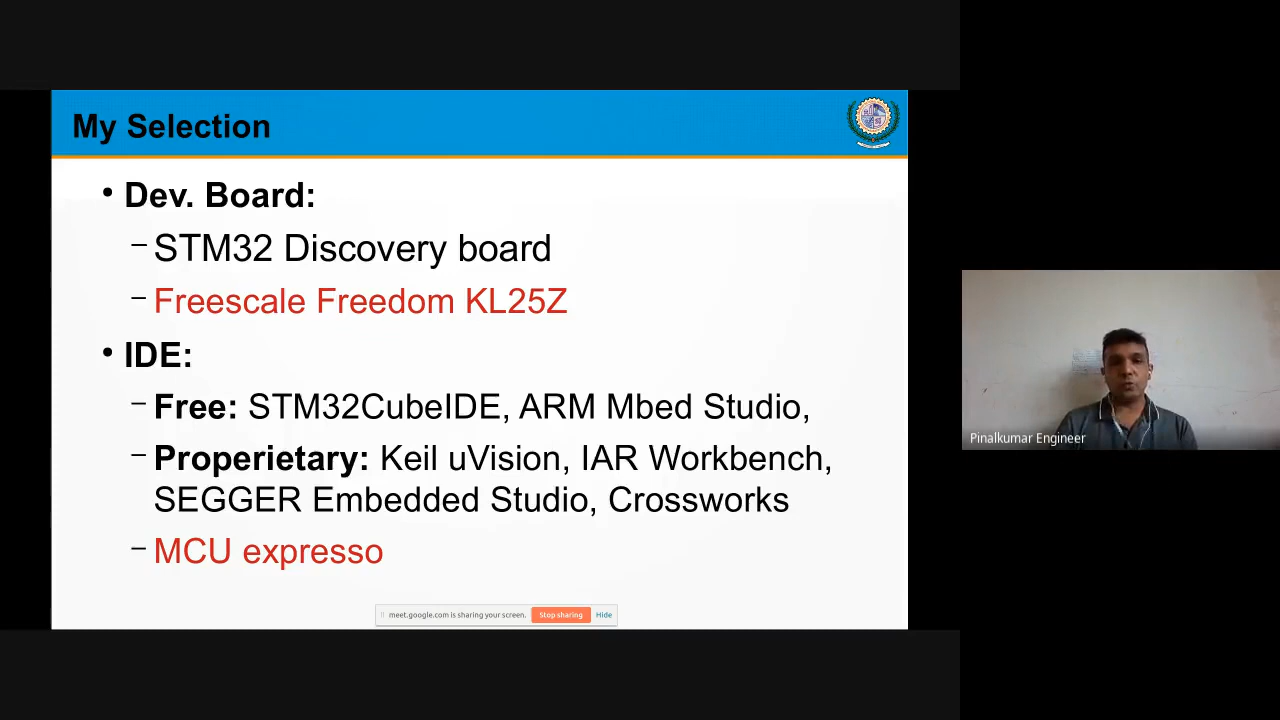 My Selection
• Dev. Board:
– STM32 Discovery board
– Freescale Freedom KL25Z
• IDE:
– Free: STM32CubeIDE, ARM Mbed Studio,
– Properietary: Keil uVision, IAR Workbench,
SEGGER Embedded Studio, Crossworks
– MCU expresso
meet.google.com is sharing your screen. Stop sharing Hide
Pinalkumar Engineer